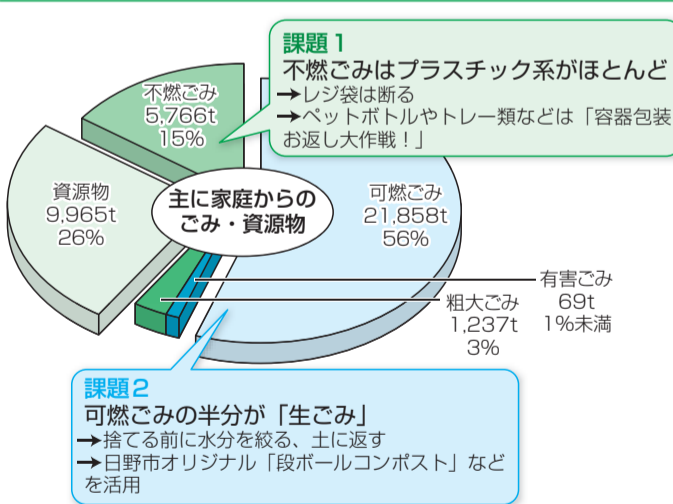 課題1
不燃ごみはプラスチック系がほとんど
➞レジ袋は断る
➞ペットボトルやトレー類などは「容器包装
お返し大作戦！」
不燃ごみ
5,766t
15%
資源物
9,965t
26%
主に家庭からの
ごみ・資源物
可燃ごみ
21,858t
56%
有害ごみ
69t
1%未満
粗大ごみ
1,237t
3%
課題2
可燃ごみの半分が「生ごみ」
➞捨てる前に水分を絞る、土に返す
➞日野市オリジナル「段ボールコンポスト」など
を活用